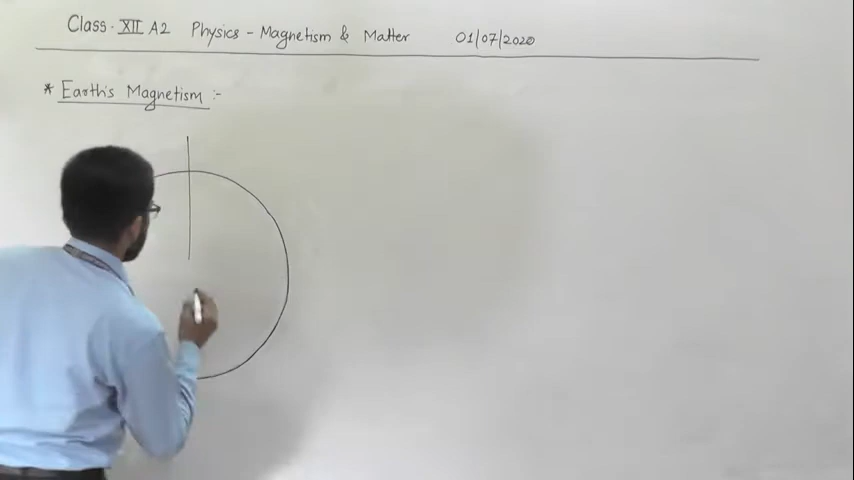 Class. XII A2 Physics - Magnetism & Matter 01/07/2020
* Earth's Magnetism :-